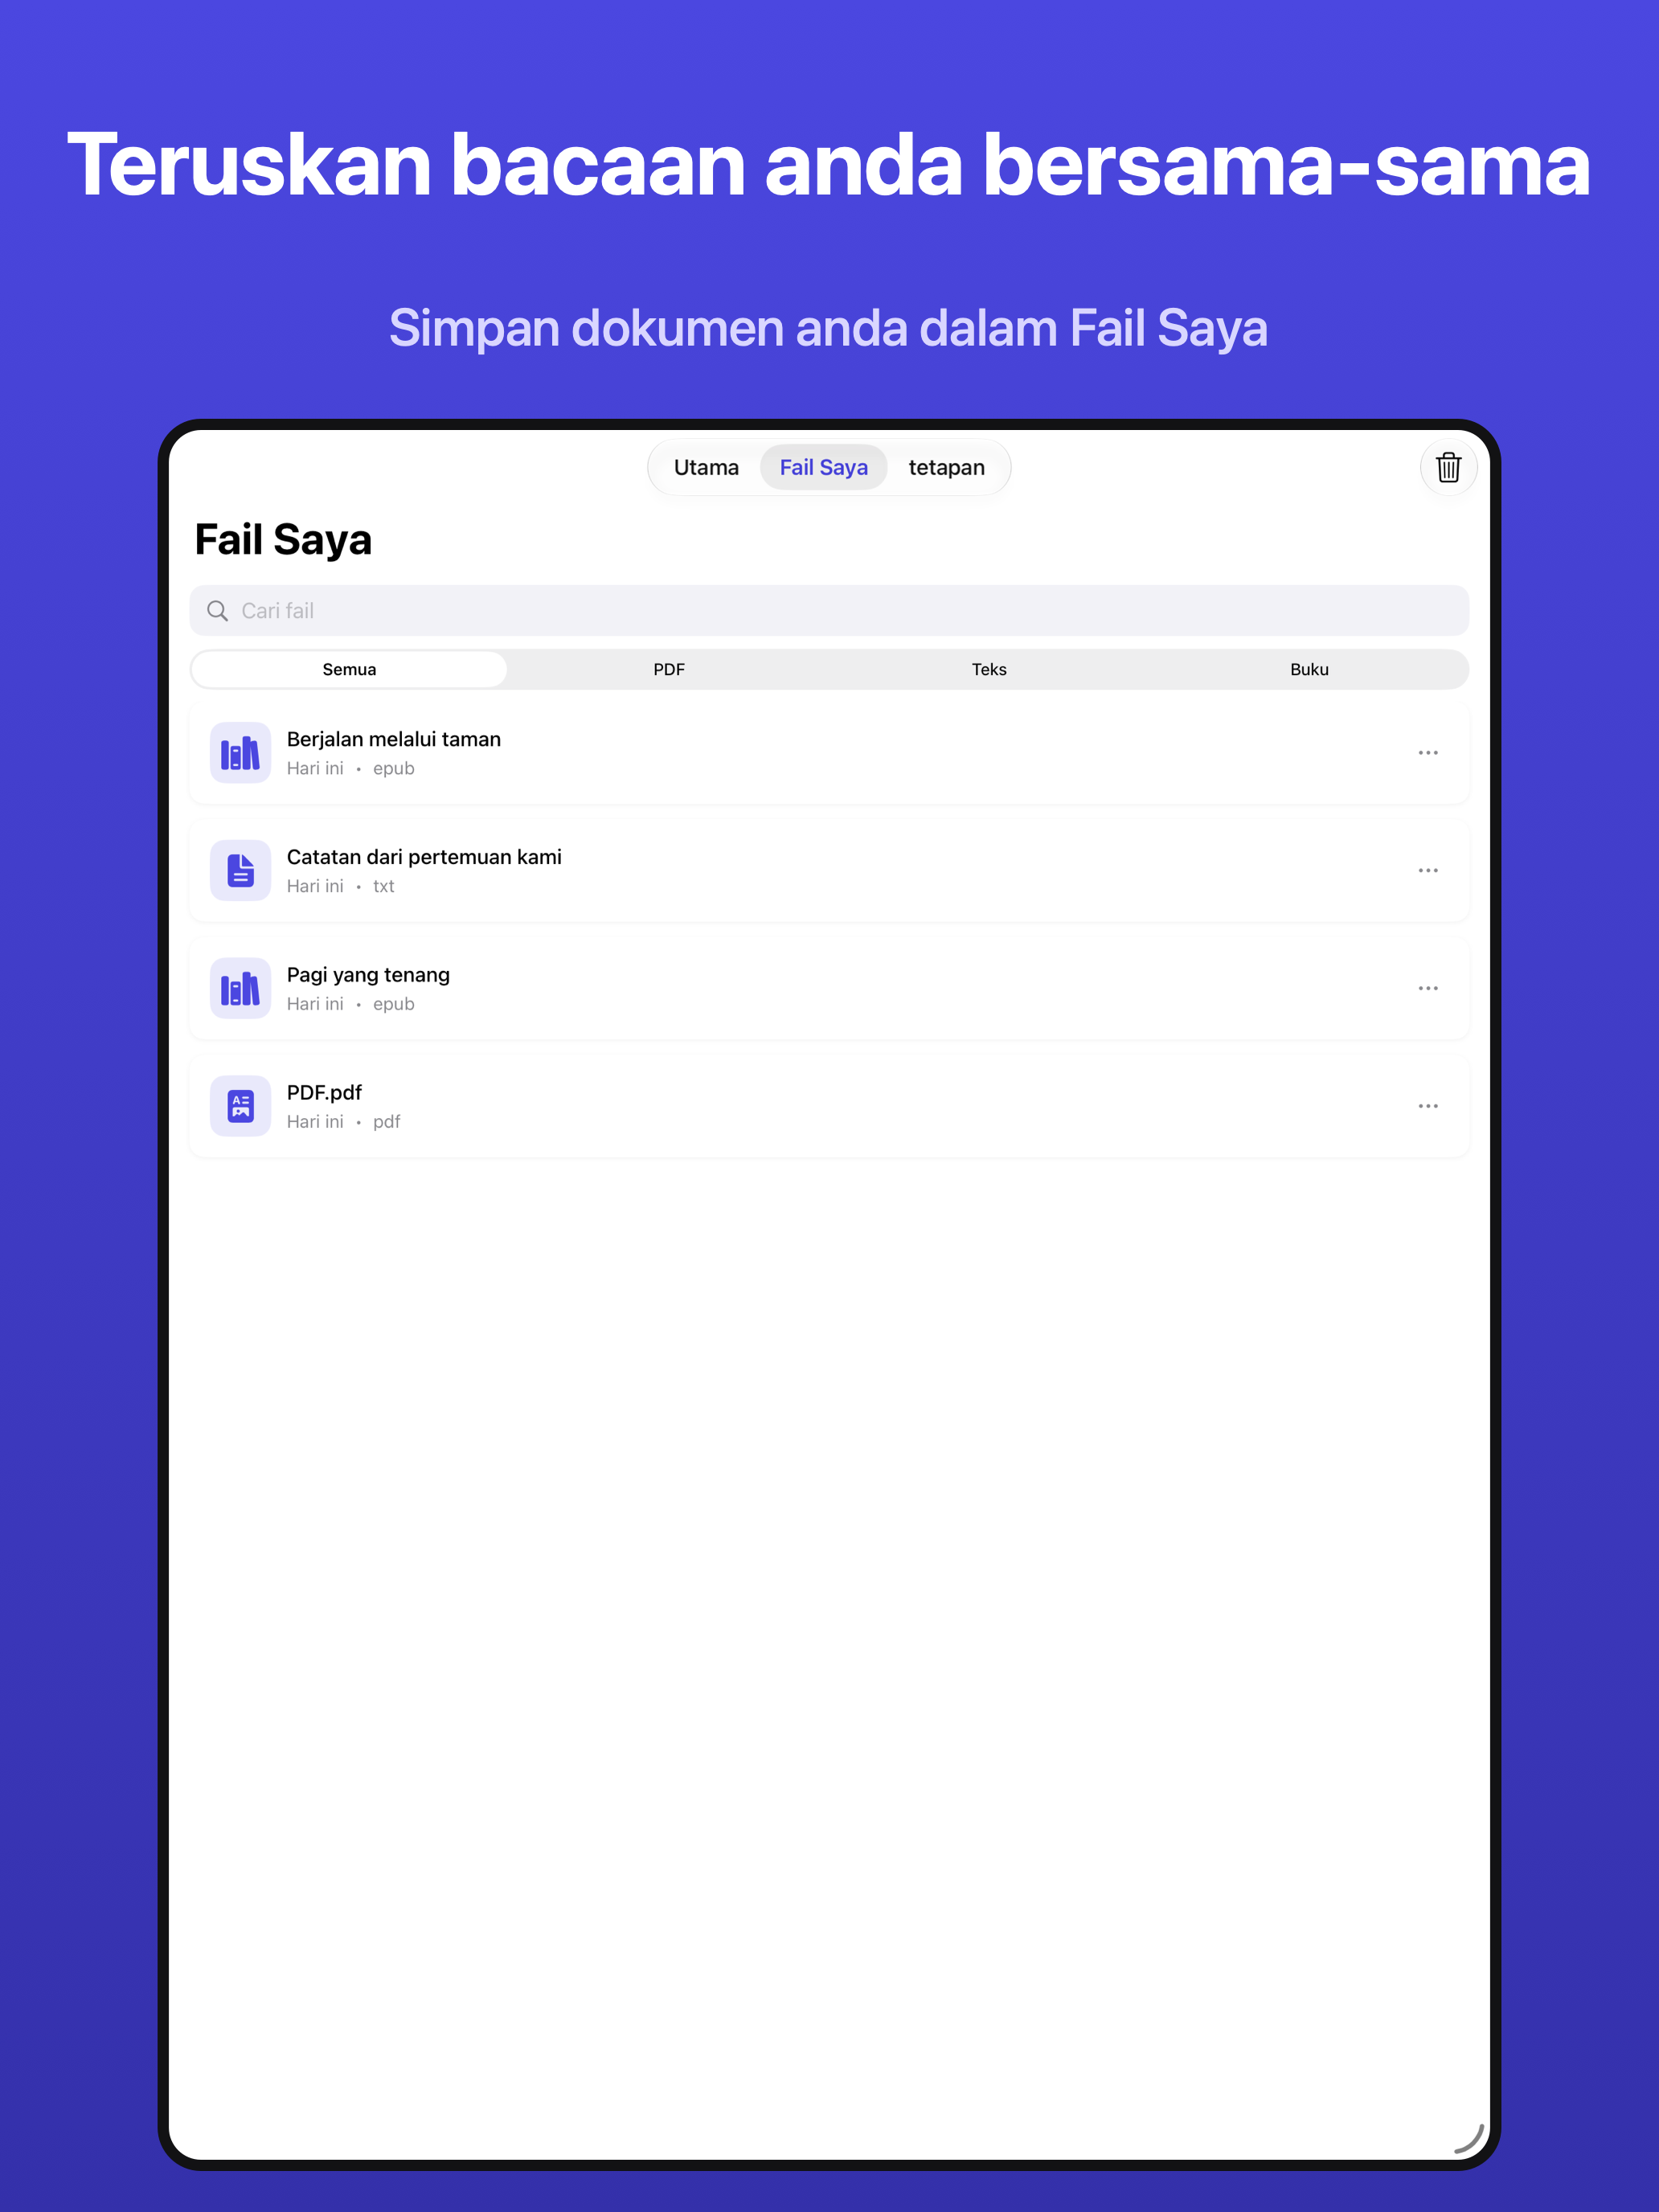 Teruskan bacaan anda bersama-sama
Simpan dokumen anda dalam Fail Saya
Utama Fail Saya tetapan
Fail Saya
Cari fail
Semua PDF Teks Buku
Berjalan melalui taman
Hari ini • epub
Catatan dari pertemuan kami
Hari ini • txt
Pagi yang tenang
Hari ini • epub
PDF.pdf
Hari ini • pdf